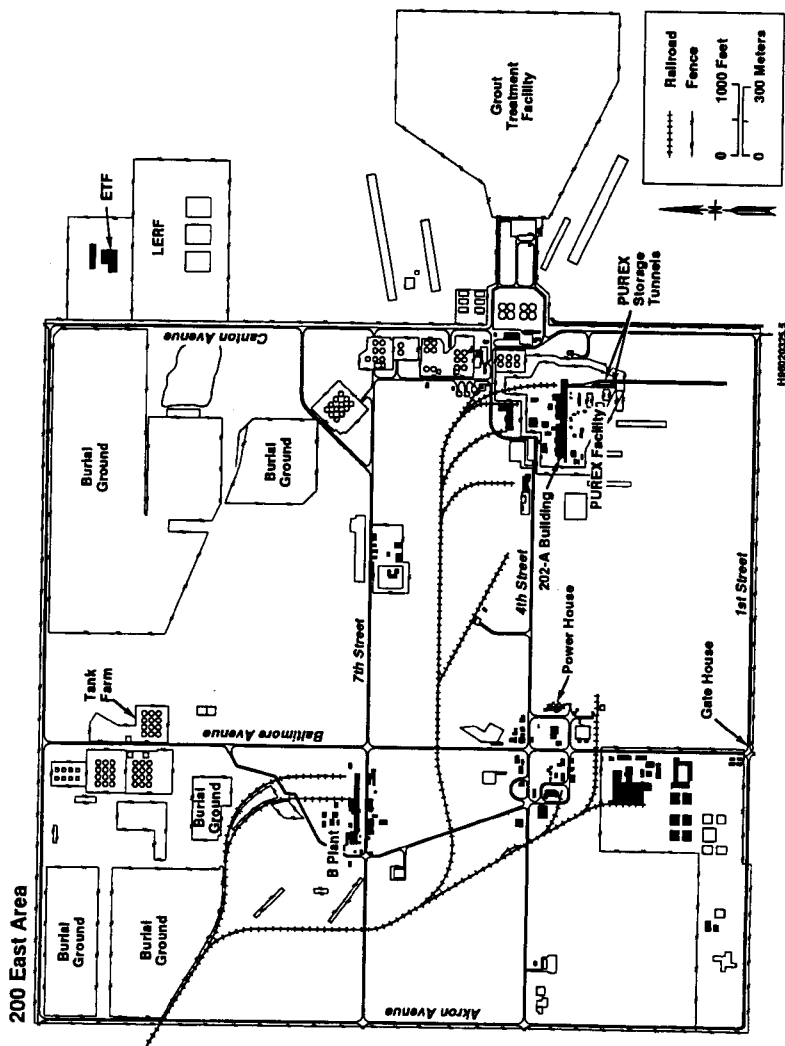 200 East Area
Burial
Ground
Burial
Ground
Burial
Ground
Tank
Farm
Burial
Ground
Burial
Ground
LERF
ETF
Canton Avenue
Baltimore Avenue
Akron Avenue
B Plant
7th Street
4th Street
1st Street
202-A Building
PUREX Facility
PUREX
Storage
Tunnels
Power House
Gate House
Grout
Treatment
Facility
Railroad
Fence
0
1000 Feet
0
300 Meters
N
H96020325.5